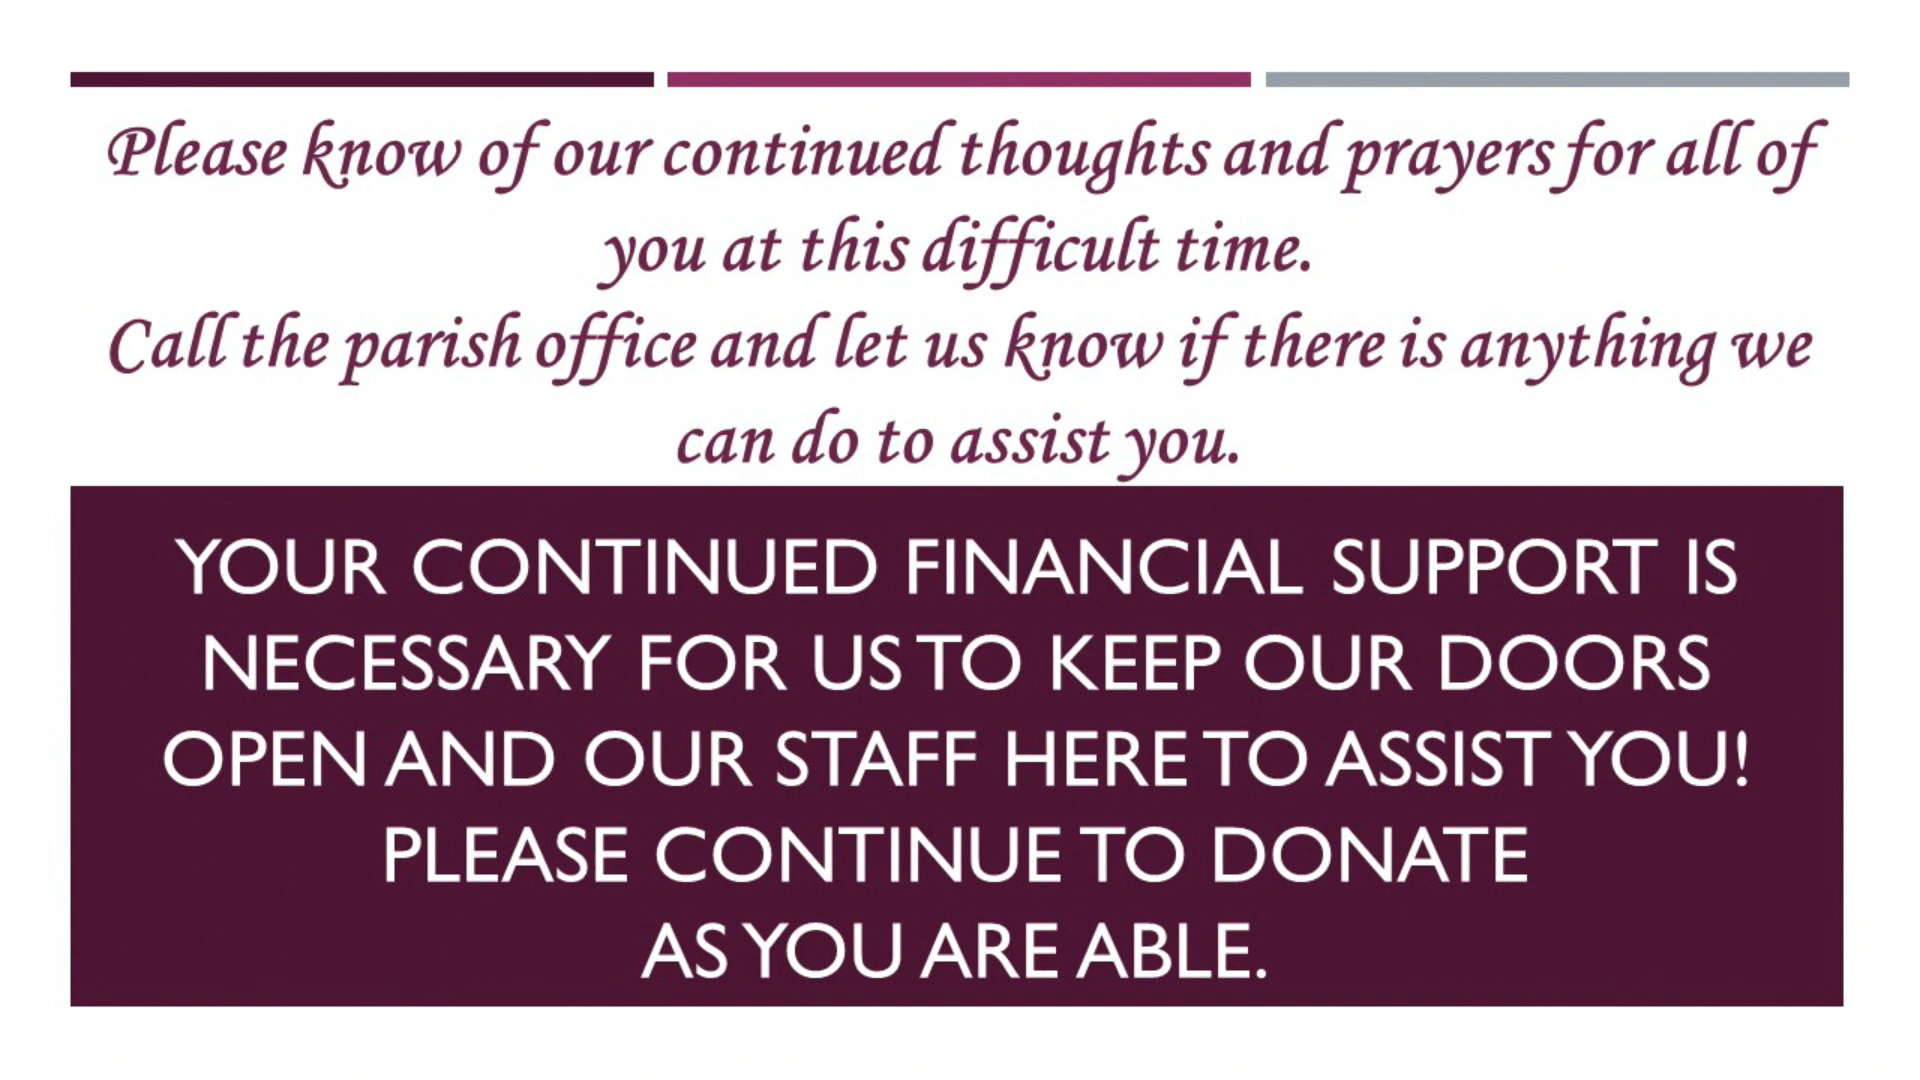 Please know of our continued thoughts and prayers for all of
you at this difficult time.
Call the parish office and let us know if there is anything we
can do to assist you.
YOUR CONTINUED FINANCIAL SUPPORT IS
NECESSARY FOR US TO KEEP OUR DOORS
OPEN AND OUR STAFF HERE TO ASSIST YOU!
PLEASE CONTINUE TO DONATE
AS YOU ARE ABLE.